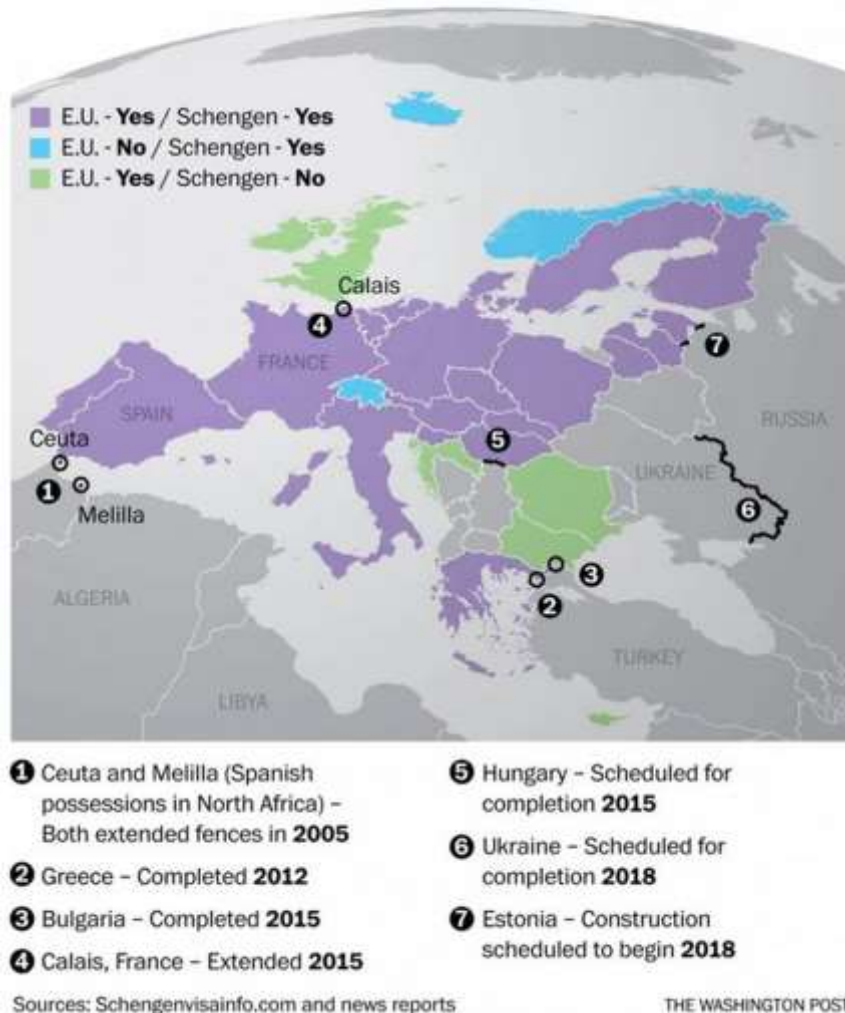 E.U. - Yes / Schengen - Yes
E.U. - No / Schengen - Yes
E.U. - Yes / Schengen - No
Calais
4
FRANCE
7
SPAIN
RUSSIA
Ceuta
5
UKRAINE
1
Melilla
6
3
ALGERIA
2
TURKEY
LIBYA
1 Ceuta and Melilla (Spanish
possessions in North Africa) –
Both extended fences in 2005
2 Greece – Completed 2012
3 Bulgaria – Completed 2015
4 Calais, France – Extended 2015
5 Hungary – Scheduled for
completion 2015
6 Ukraine – Scheduled for
completion 2018
7 Estonia – Construction
scheduled to begin 2018
Sources: Schengenvisainfo.com and news reports
THE WASHINGTON POST